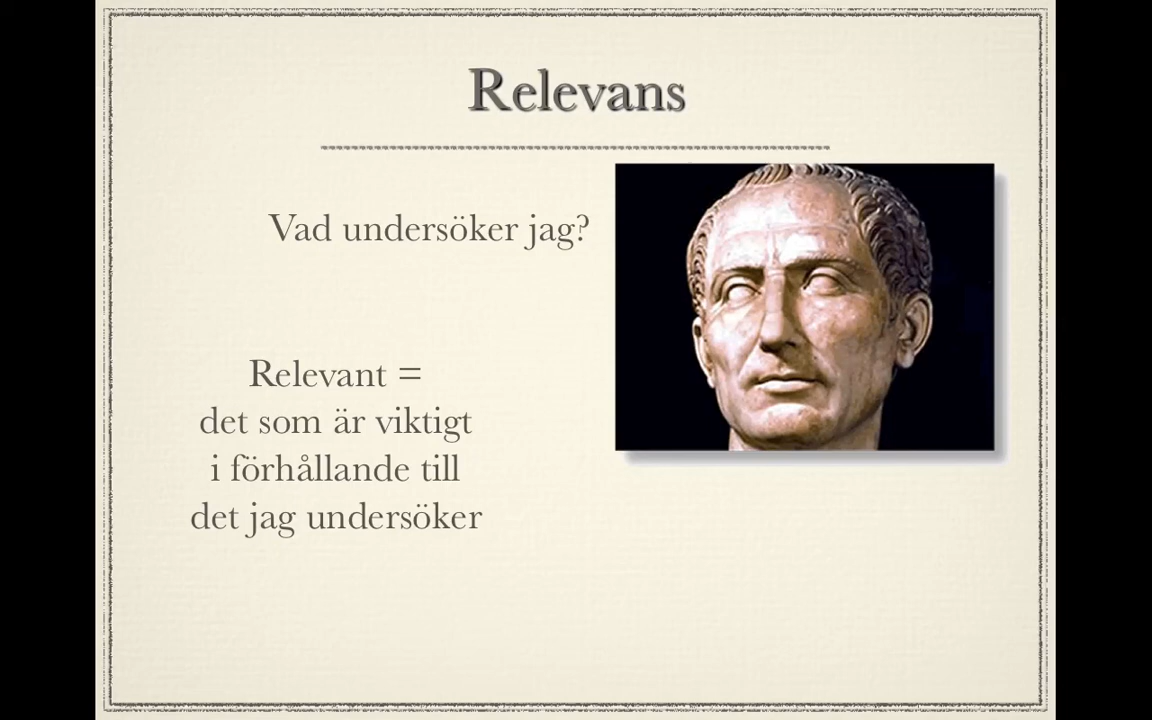 Relevans
Vad undersöker jag?
Relevant =
det som är viktigt
i förhållande till
det jag undersöker